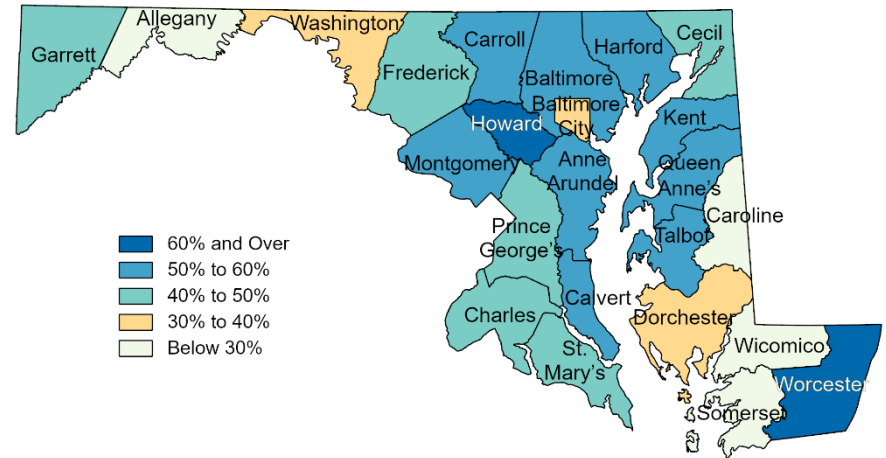 Garrett
Allegany
Washington
Frederick
Carroll
Baltimore
Harford
Cecil
Baltimore
City
Howard
Montgomery
Anne
Arundel
Kent
Queen
Anne's
Caroline
Talbot
Prince
George's
Calvert
Charles
St.
Mary's
Dorchester
Wicomico
Worcester
Somerset
60% and Over
50% to 60%
40% to 50%
30% to 40%
Below 30%